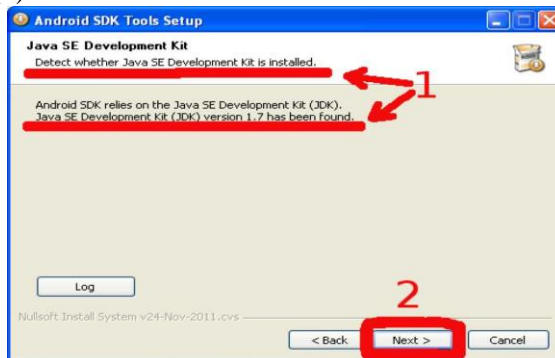 Android SDK Tools Setup
Java SE Development Kit
Detect whether Java SE Development Kit is installed.
1
Android SDK relies on the Java SE Development Kit (JDK).
Java SE Development Kit (JDK) version 1.7 has been found.
Log
2
Nullsoft Install System v24-Nov-2011.cvs
< Back
Next >
Cancel